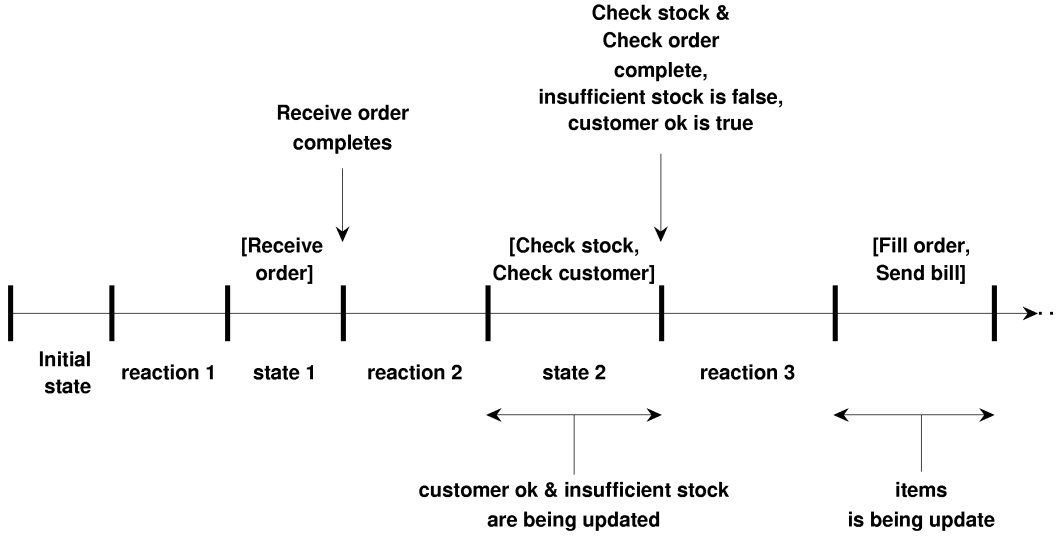 Check stock &
Check order
complete,
insufficient stock is false,
customer ok is true
Receive order
completes
[Receive
order]
[Check stock,
Check customer]
[Fill order,
Send bill]
Initial
state
reaction 1
state 1
reaction 2
state 2
reaction 3
customer ok & insufficient stock
are being updated
items
is being update